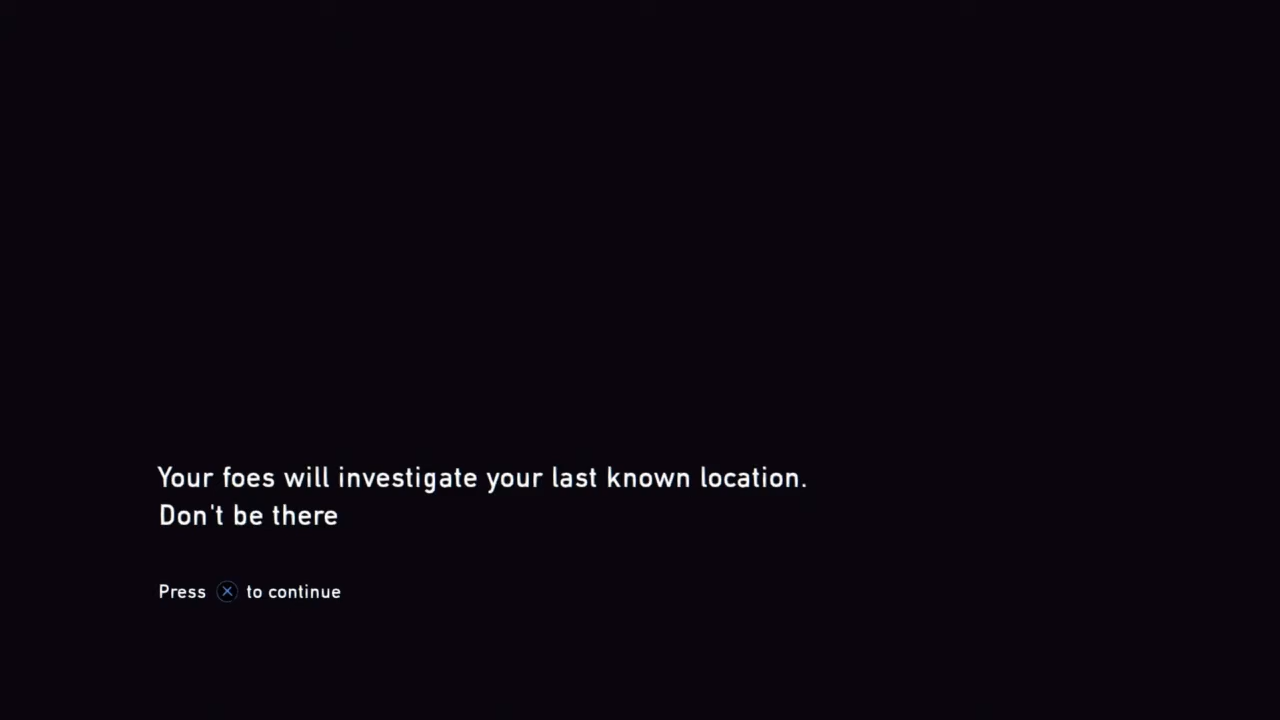 Your foes will investigate your last known location.
Don't be there
Press ⓧ to continue